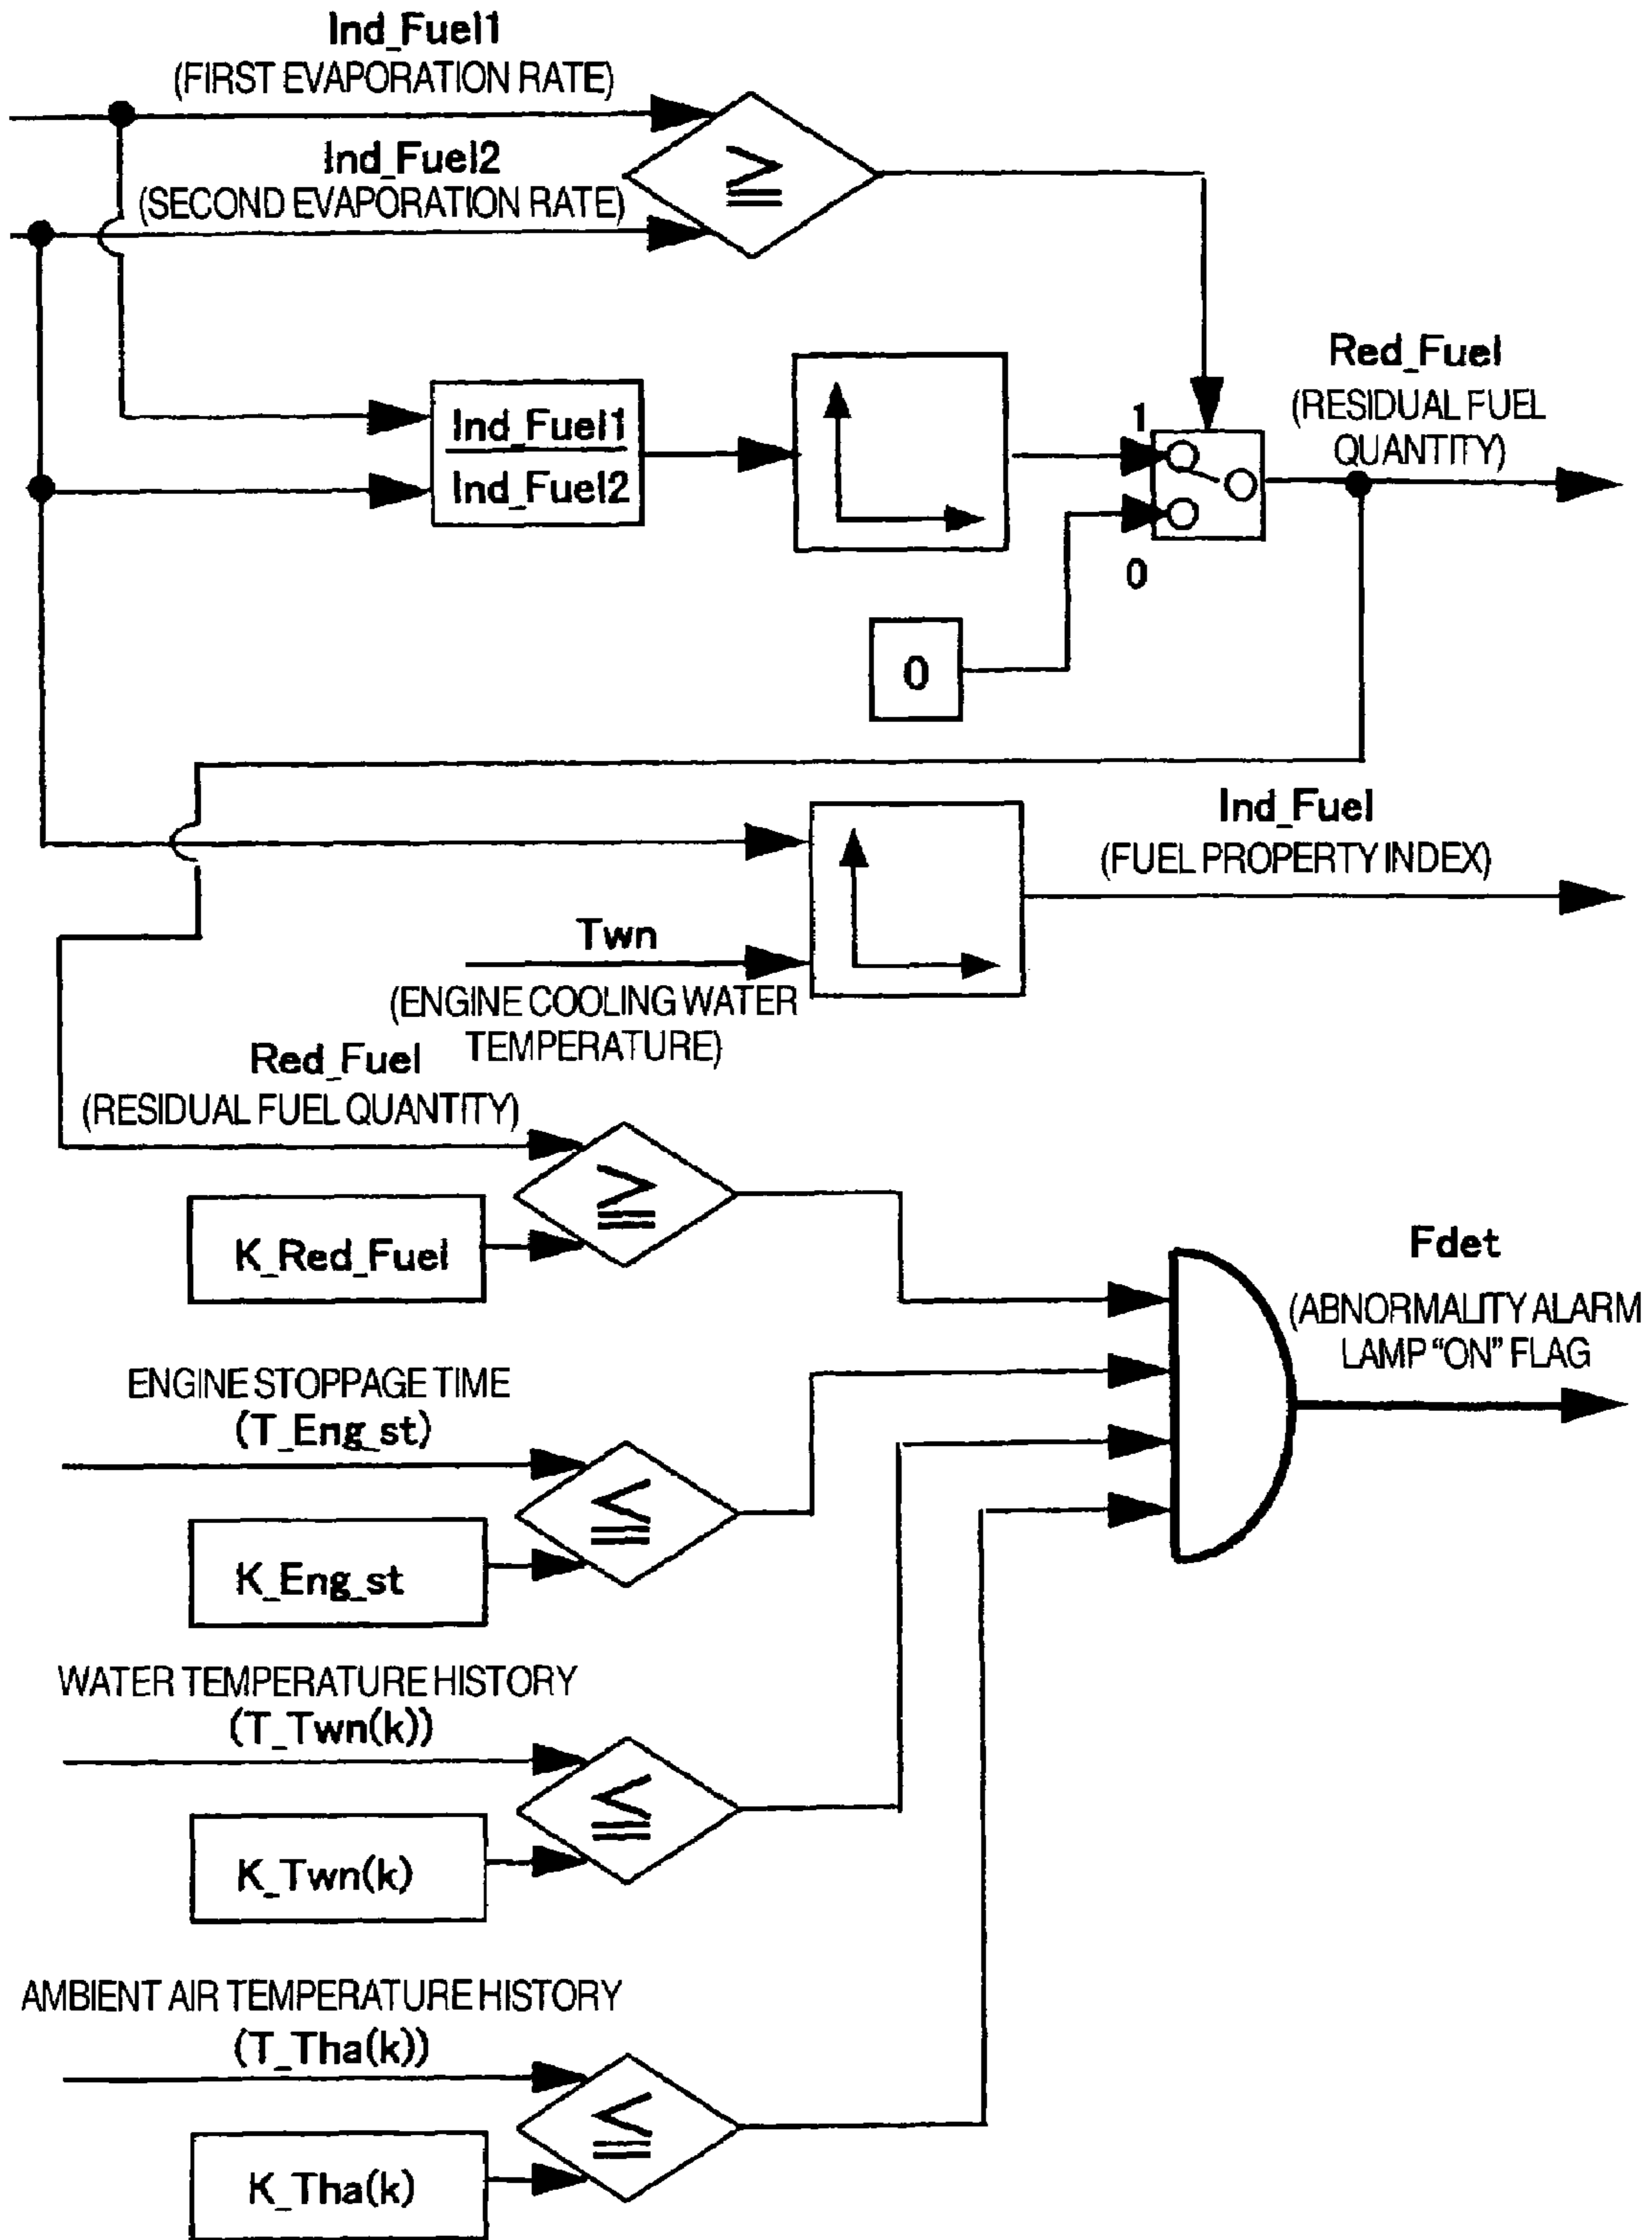 Ind_Fuel1
(FIRST EVAPORATION RATE)
Ind_Fuel2
(SECOND EVAPORATION RATE)
≧
Ind_Fuel1
Ind_Fuel2
1
0
0
Red_Fuel
(RESIDUAL FUEL
QUANTITY)
Ind_Fuel
(FUEL PROPERTY INDEX)
Twn
(ENGINE COOLING WATER
TEMPERATURE)
Red_Fuel
(RESIDUAL FUEL QUANTITY)
≧
K_Red_Fuel
Fdet
(ABNORMALITY ALARM
LAMP “ON” FLAG
ENGINE STOPPAGE TIME
(T_Eng_st)
≦
K_Eng_st
WATER TEMPERATURE HISTORY
(T_Twn(k))
≦
K_Twn(k)
AMBIENT AIR TEMPERATURE HISTORY
(T_Tha(k))
≦
K_Tha(k)